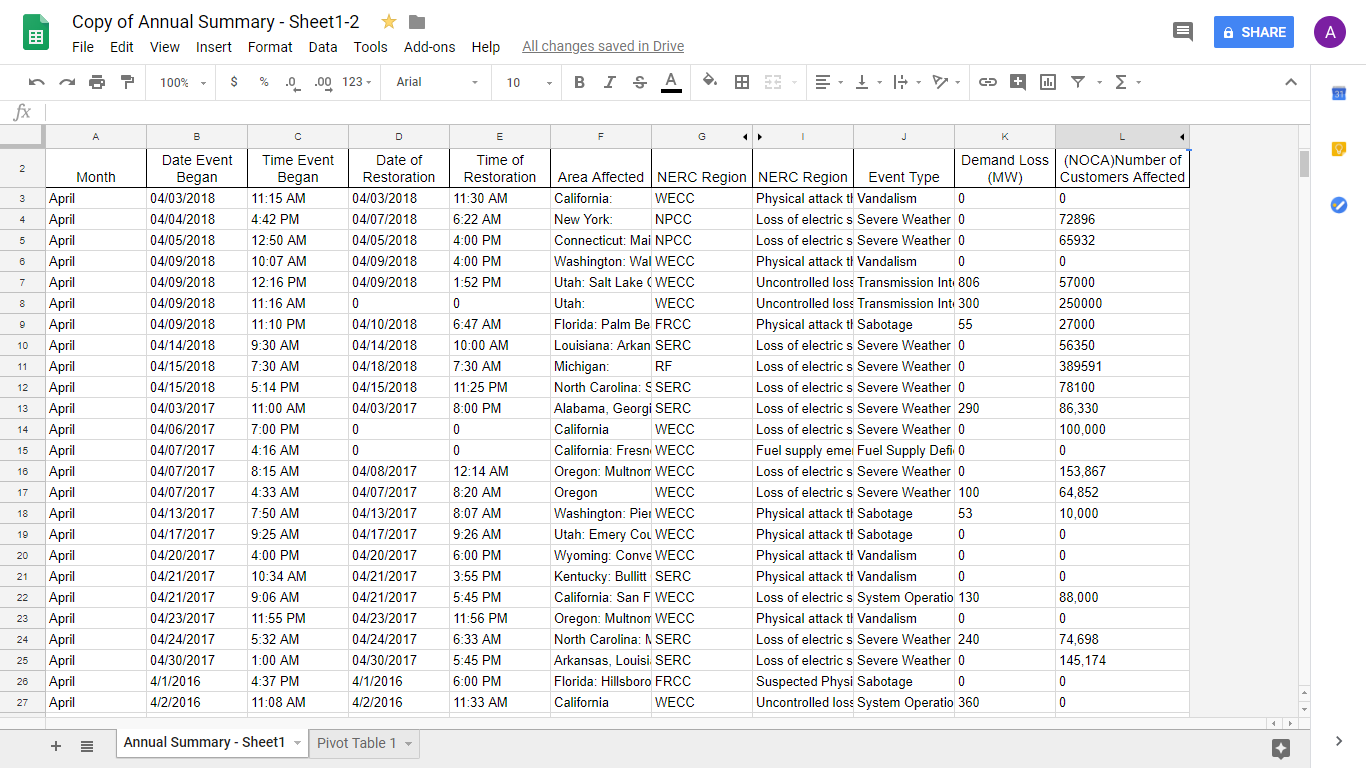 Copy of Annual Summary - Sheet1-2
File Edit View Insert Format Data Tools Add-ons Help All changes saved in Drive
SHARE
A
100% $ % .0 .00 123 Arial 10 B I S A
31
fx
A B C D E F G I J K L
2 Month Date Event Began Time Event Began Date of Restoration Time of Restoration Area Affected NERC Region NERC Region Event Type Demand Loss (MW) (NOCA)Number of Customers Affected
3 April 04/03/2018 11:15 AM 04/03/2018 11:30 AM California: WECC Physical attack th Vandalism 0 0
4 April 04/04/2018 4:42 PM 04/07/2018 6:22 AM New York: NPCC Loss of electric s Severe Weather 0 72896
5 April 04/05/2018 12:50 AM 04/05/2018 4:00 PM Connecticut: Mai NPCC Loss of electric s Severe Weather 0 65932
6 April 04/09/2018 10:07 AM 04/09/2018 4:00 PM Washington: Wal WECC Physical attack th Vandalism 0 0
7 April 04/09/2018 12:16 PM 04/09/2018 1:52 PM Utah: Salt Lake C WECC Uncontrolled loss Transmission Inte 806 57000
8 April 04/09/2018 11:16 AM 0 0 Utah: WECC Uncontrolled loss Transmission Inte 300 250000
9 April 04/09/2018 11:10 PM 04/10/2018 6:47 AM Florida: Palm Be FRCC Physical attack th Sabotage 55 27000
10 April 04/14/2018 9:30 AM 04/14/2018 10:00 AM Louisiana: Arkan SERC Loss of electric s Severe Weather 0 56350
11 April 04/15/2018 7:30 AM 04/18/2018 7:30 AM Michigan: RF Loss of electric s Severe Weather 0 389591
12 April 04/15/2018 5:14 PM 04/15/2018 11:25 PM North Carolina: S SERC Loss of electric s Severe Weather 0 78100
13 April 04/03/2017 11:00 AM 04/03/2017 8:00 PM Alabama, Georgi SERC Loss of electric s Severe Weather 290 86,330
14 April 04/06/2017 7:00 PM 0 0 California WECC Loss of electric s Severe Weather 0 100,000
15 April 04/07/2017 4:16 AM 0 0 California: Fresn WECC Fuel supply emer Fuel Supply Defi 0 0
16 April 04/07/2017 8:15 AM 04/08/2017 12:14 AM Oregon: Multnom WECC Loss of electric s Severe Weather 0 153,867
17 April 04/07/2017 4:33 AM 04/07/2017 8:20 AM Oregon WECC Loss of electric s Severe Weather 100 64,852
18 April 04/13/2017 7:50 AM 04/13/2017 8:07 AM Washington: Pier WECC Physical attack th Sabotage 53 10,000
19 April 04/17/2017 9:25 AM 04/17/2017 9:26 AM Utah: Emery Cou WECC Physical attack th Sabotage 0 0
20 April 04/20/2017 4:00 PM 04/20/2017 6:00 PM Wyoming: Conve WECC Physical attack th Vandalism 0 0
21 April 04/21/2017 10:34 AM 04/21/2017 3:55 PM Kentucky: Bullitt SERC Physical attack th Vandalism 0 0
22 April 04/21/2017 9:06 AM 04/21/2017 5:45 PM California: San F WECC Loss of electric s System Operatio 130 88,000
23 April 04/23/2017 11:55 PM 04/23/2017 11:56 PM Oregon: Multnom WECC Physical attack th Vandalism 0 0
24 April 04/24/2017 5:32 AM 04/24/2017 6:33 AM North Carolina: M SERC Loss of electric s Severe Weather 240 74,698
25 April 04/30/2017 1:00 AM 04/30/2017 5:45 PM Arkansas, Louisi SERC Loss of electric s Severe Weather 0 145,174
26 April 4/1/2016 4:37 PM 4/1/2016 6:00 PM Florida: Hillsboro FRCC Suspected Physi Sabotage 0 0
27 April 4/2/2016 11:08 AM 4/2/2016 11:33 AM California WECC Uncontrolled loss System Operatio 360 0
Annual Summary - Sheet1 Pivot Table 1